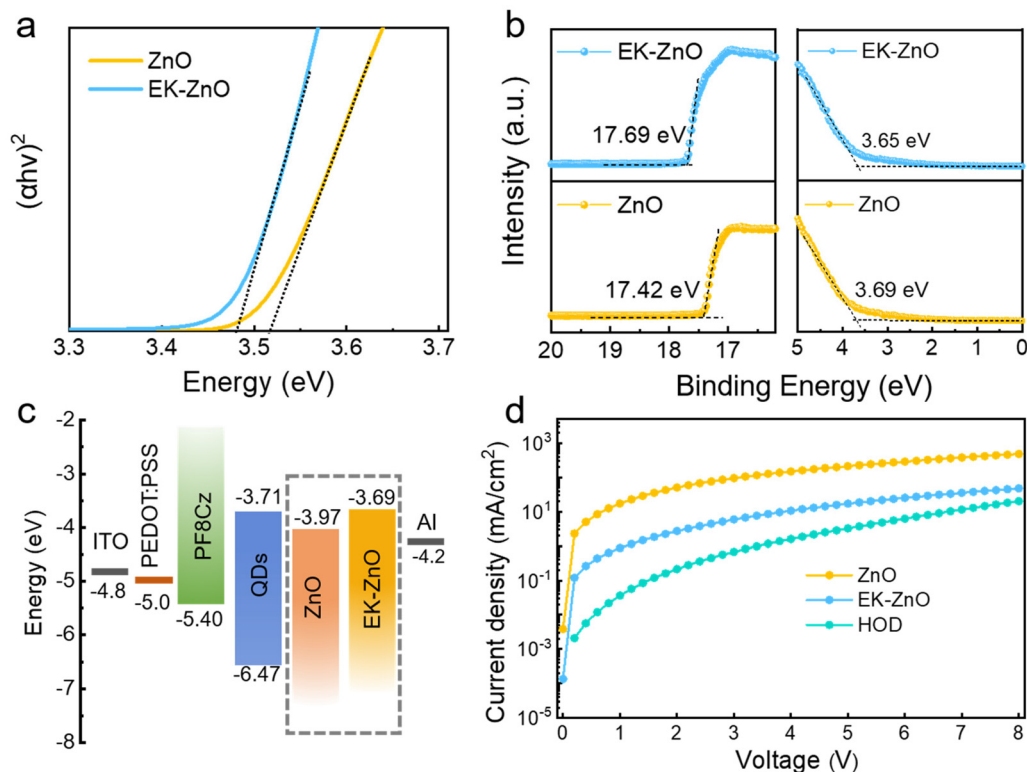 a
ZnO
EK-ZnO
(αhv)²
3.3
3.4
3.5
3.6
3.7
Energy (eV)
b
EK-ZnO
17.69 eV
EK-ZnO
3.65 eV
ZnO
17.42 eV
ZnO
3.69 eV
Intensity (a.u.)
20
19
18
17
5
4
3
2
1
0
Binding Energy (eV)
c
Energy (eV)
-2
-3
-4
-5
-6
-7
-8
ITO
-4.8
PEDOT:PSS
-5.0
PF8Cz
-5.40
-3.71
QDs
-6.47
-3.97
ZnO
-3.69
EK-ZnO
Al
-4.2
d
Current density (mA/cm²)
10³
10¹
10⁻¹
10⁻³
10⁻⁵
ZnO
EK-ZnO
HOD
0
1
2
3
4
5
6
7
8
Voltage (V)